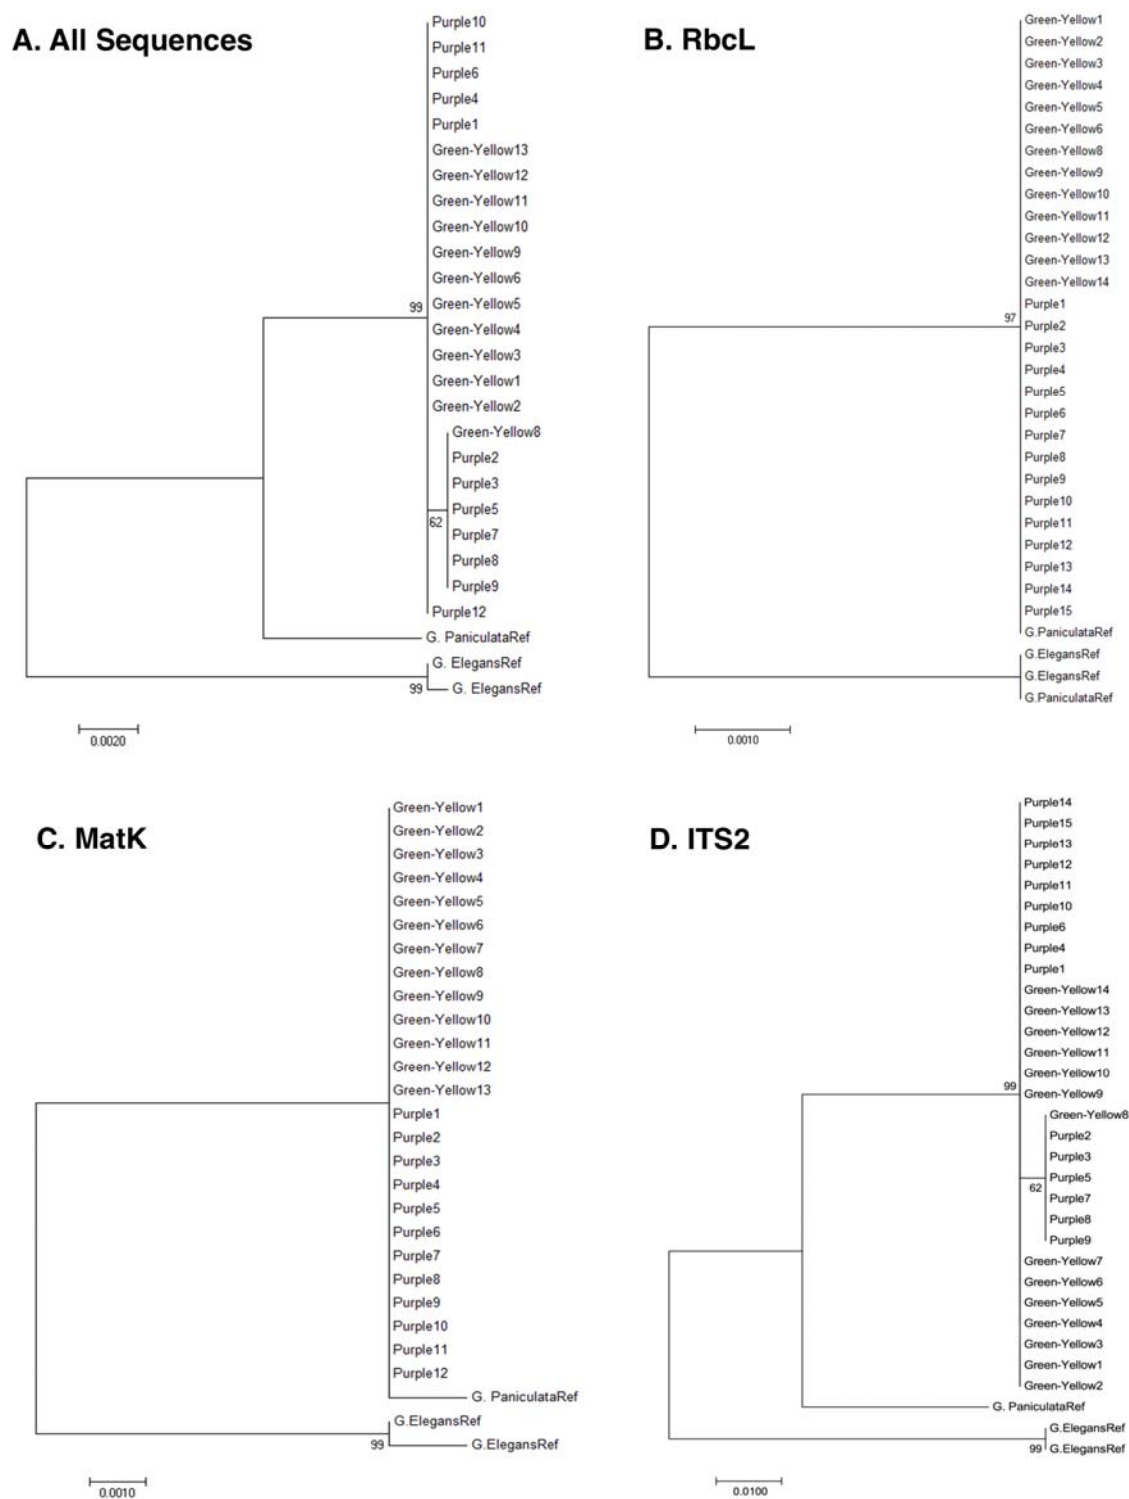 A. All Sequences
Purple10
Purple11
Purple6
Purple4
Purple1
Green-Yellow13
Green-Yellow12
Green-Yellow11
Green-Yellow10
Green-Yellow9
Green-Yellow6
99
Green-Yellow5
Green-Yellow4
Green-Yellow3
Green-Yellow1
Green-Yellow2
Green-Yellow8
Purple2
Purple3
Purple5
62
Purple7
Purple8
Purple9
Purple12
G. PaniculataRef
G. ElegansRef
99
G. ElegansRef
0.0020
B. RbcL
Green-Yellow1
Green-Yellow2
Green-Yellow3
Green-Yellow4
Green-Yellow5
Green-Yellow6
Green-Yellow8
Green-Yellow9
Green-Yellow10
Green-Yellow11
Green-Yellow12
Green-Yellow13
Green-Yellow14
Purple1
97
Purple2
Purple3
Purple4
Purple5
Purple6
Purple7
Purple8
Purple9
Purple10
Purple11
Purple12
Purple13
Purple14
Purple15
G.PaniculataRef
G.ElegansRef
G.ElegansRef
G.PaniculataRef
0.0010
C. MatK
Green-Yellow1
Green-Yellow2
Green-Yellow3
Green-Yellow4
Green-Yellow5
Green-Yellow6
Green-Yellow7
Green-Yellow8
Green-Yellow9
Green-Yellow10
Green-Yellow11
Green-Yellow12
Green-Yellow13
Purple1
Purple2
Purple3
Purple4
Purple5
Purple6
Purple7
Purple8
Purple9
Purple10
Purple11
Purple12
G. PaniculataRef
G.ElegansRef
99
G.ElegansRef
0.0010
D. ITS2
Purple14
Purple15
Purple13
Purple12
Purple11
Purple10
Purple6
Purple4
Purple1
Green-Yellow14
Green-Yellow13
Green-Yellow12
Green-Yellow11
Green-Yellow10
99
Green-Yellow9
Green-Yellow8
Purple2
Purple3
Purple5
62
Purple7
Purple8
Purple9
Green-Yellow7
Green-Yellow6
Green-Yellow5
Green-Yellow4
Green-Yellow3
Green-Yellow1
Green-Yellow2
G. PaniculataRef
G.ElegansRef
99
G.ElegansRef
0.0100